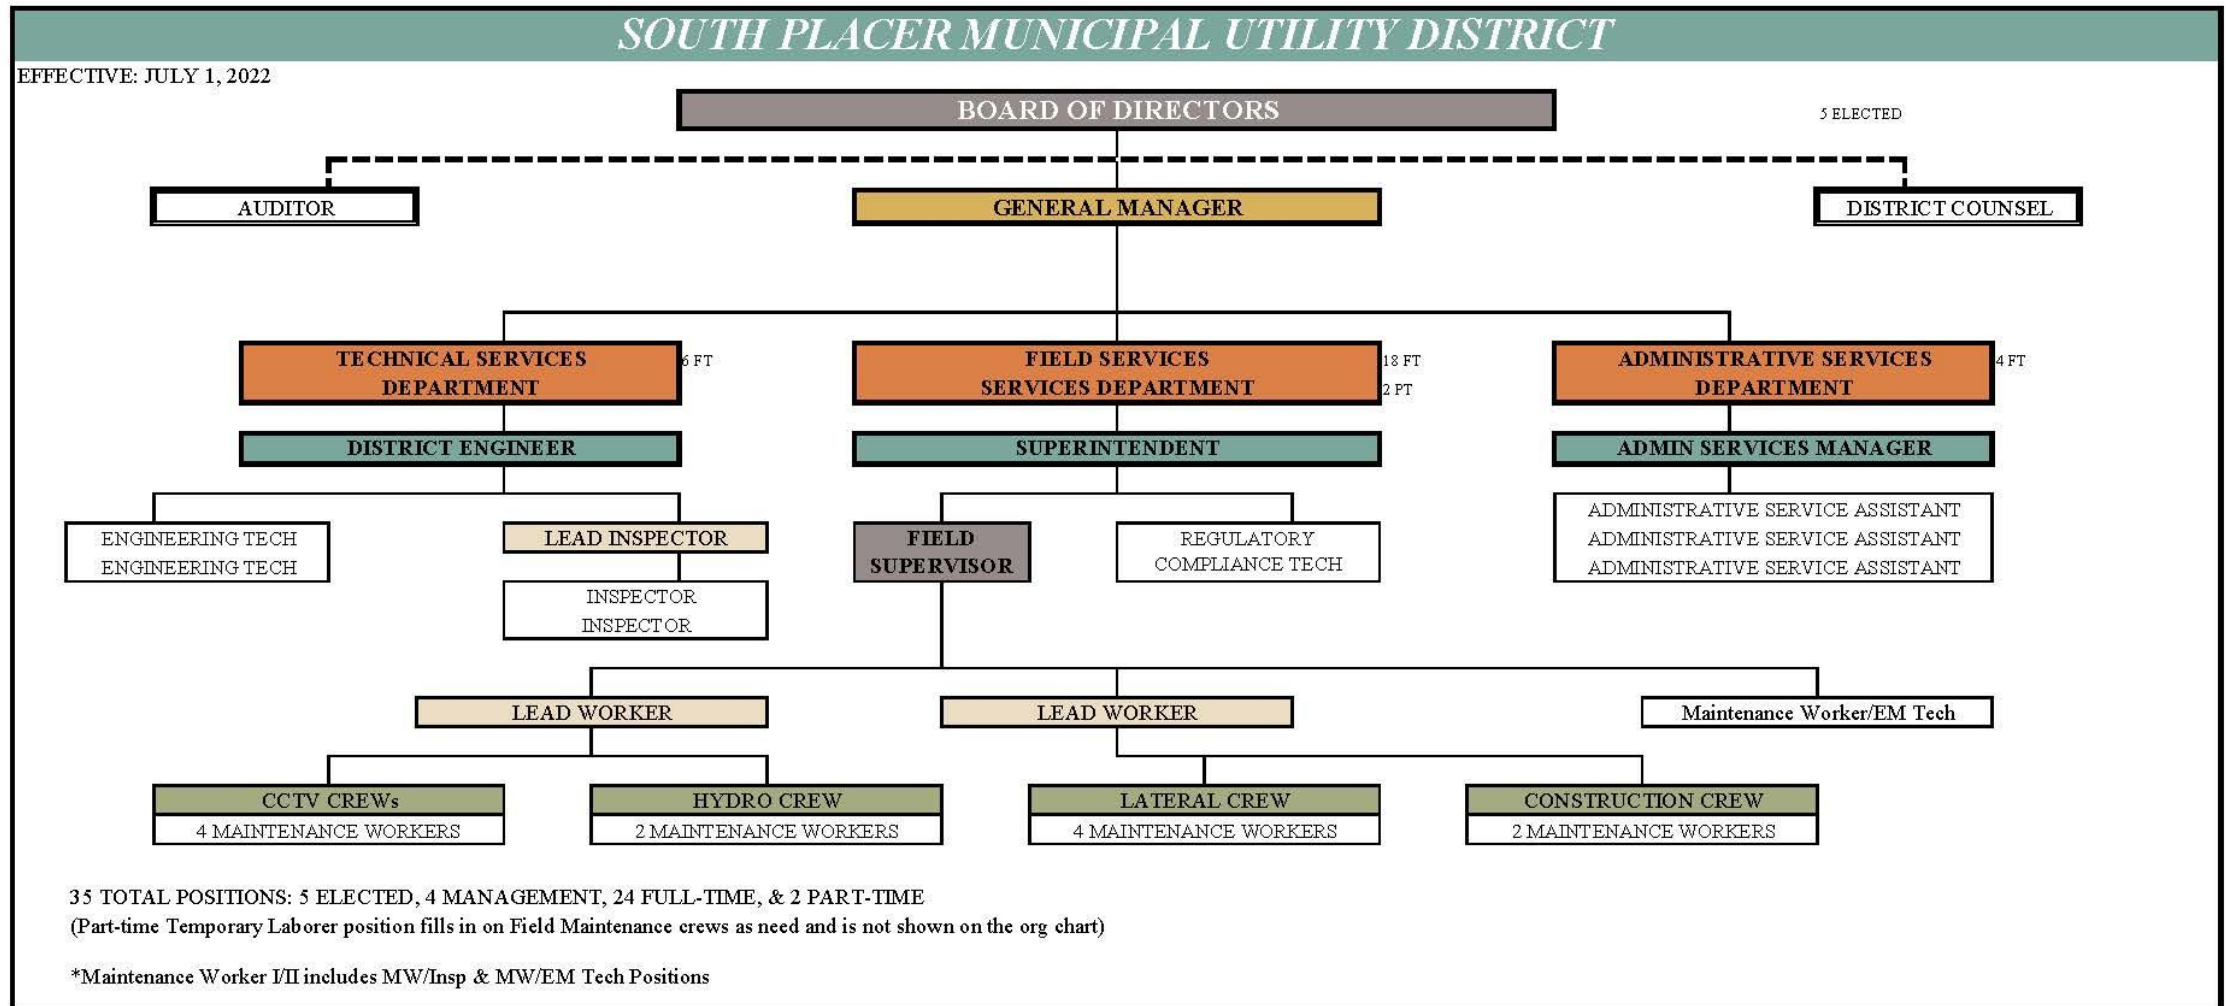 SOUTH PLACER MUNICIPAL UTILITY DISTRICT
EFFECTIVE: JULY 1, 2022
BOARD OF DIRECTORS
5 ELECTED
AUDITOR
GENERAL MANAGER
DISTRICT COUNSEL
TECHNICAL SERVICES
DEPARTMENT
6 FT
FIELD SERVICES
SERVICES DEPARTMENT
18 FT
2 PT
ADMINISTRATIVE SERVICES
DEPARTMENT
4 FT
DISTRICT ENGINEER
SUPERINTENDENT
ADMIN SERVICES MANAGER
ENGINEERING TECH
ENGINEERING TECH
LEAD INSPECTOR
INSPECTOR
INSPECTOR
FIELD
SUPERVISOR
REGULATORY
COMPLIANCE TECH
ADMINISTRATIVE SERVICE ASSISTANT
ADMINISTRATIVE SERVICE ASSISTANT
ADMINISTRATIVE SERVICE ASSISTANT
LEAD WORKER
LEAD WORKER
Maintenance Worker/EM Tech
CCTV CREWs
4 MAINTENANCE WORKERS
HYDRO CREW
2 MAINTENANCE WORKERS
LATERAL CREW
4 MAINTENANCE WORKERS
CONSTRUCTION CREW
2 MAINTENANCE WORKERS
35 TOTAL POSITIONS: 5 ELECTED, 4 MANAGEMENT, 24 FULL-TIME, & 2 PART-TIME
(Part-time Temporary Laborer position fills in on Field Maintenance crews as need and is not shown on the org chart)
*Maintenance Worker I/II includes MW/Insp & MW/EM Tech Positions